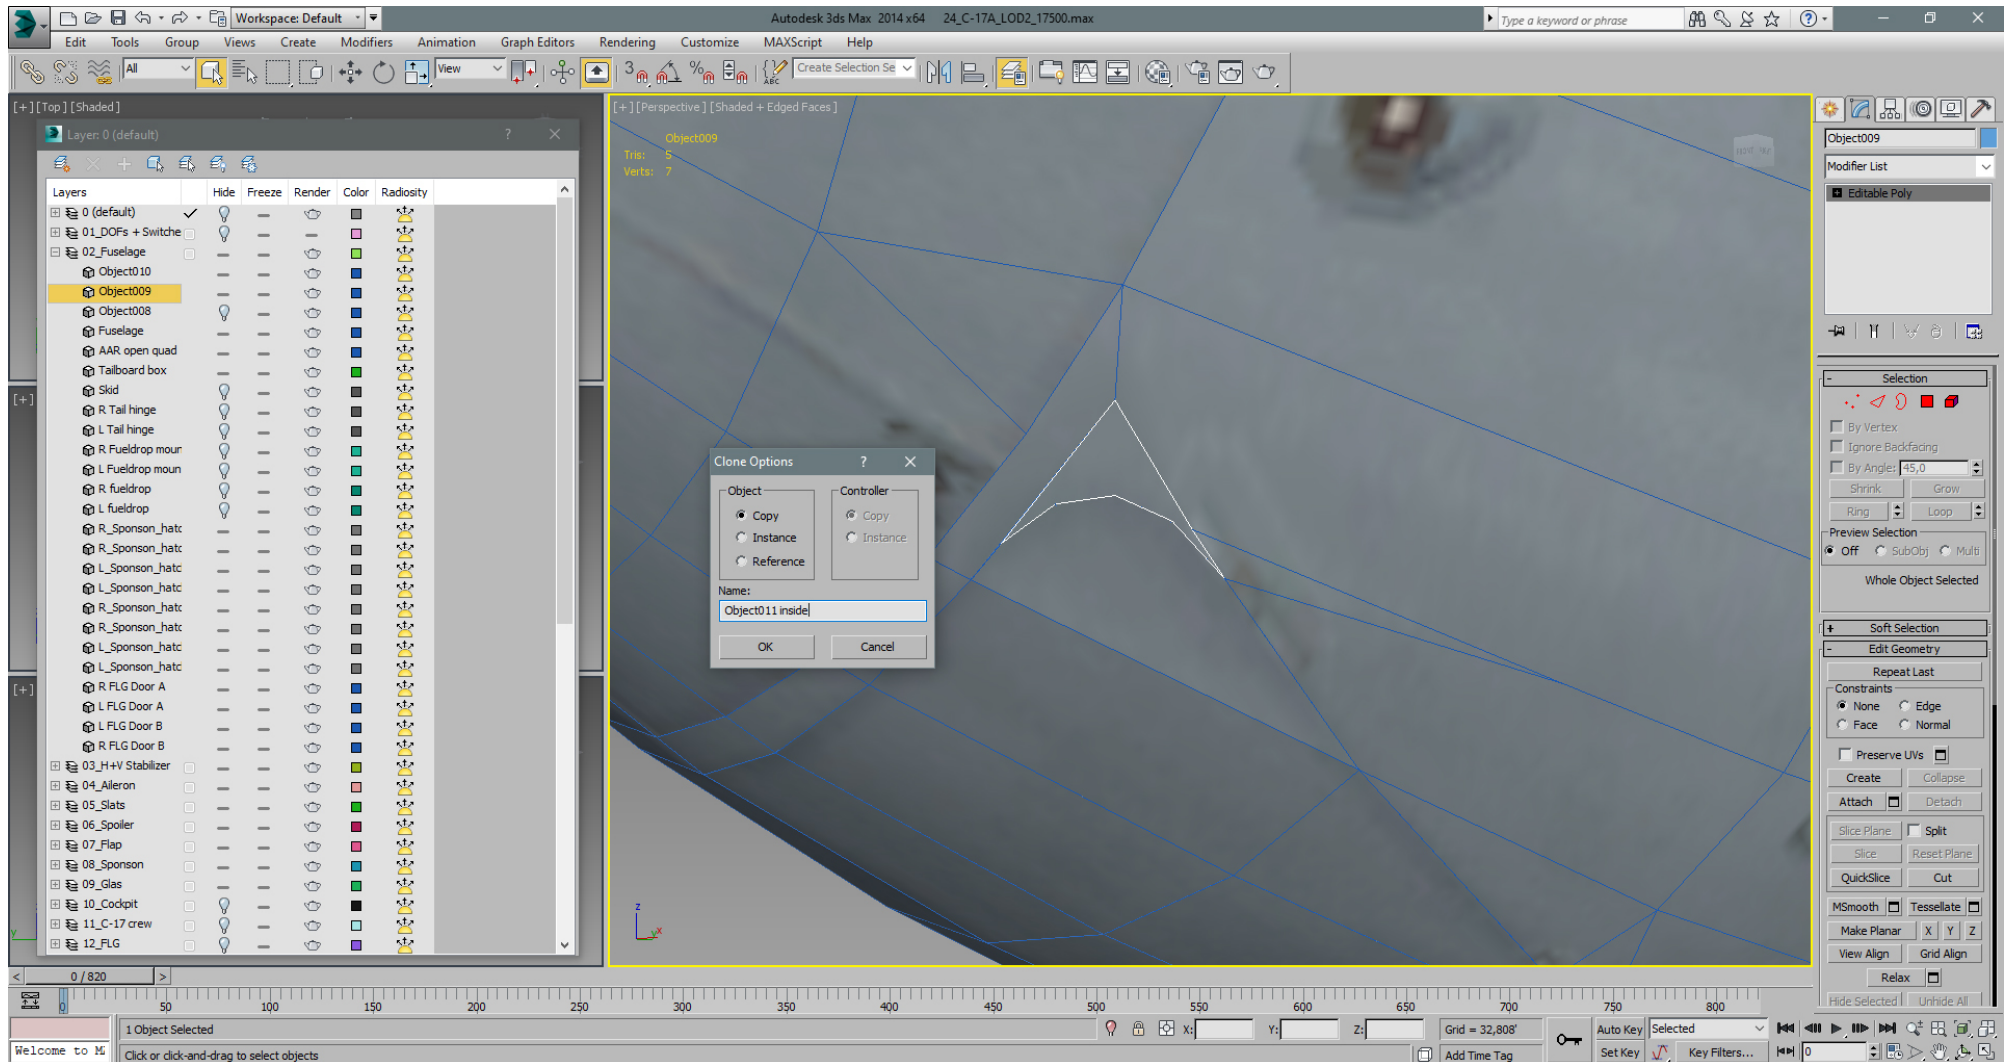 Workspace: Default
Autodesk 3ds Max 2014 x64 24_C-17A_LOD2_17500.max
Type a keyword or phrase
Edit Tools Group Views Create Modifiers Animation Graph Editors Rendering Customize MAXScript Help
All
View
3
%
ABC
Create Selection Se
[+][Top][Shaded]
[+][Perspective][Shaded + Edged Faces]
Layer: 0 (default)
Layers Hide Freeze Render Color Radiosity
0 (default)
01_DOFs + Switche
02_Fuselage
Object010
Object009
Object008
Fuselage
AAR open quad
Tailboard box
Skid
R Tail hinge
L Tail hinge
R Fueldrop mour
L Fueldrop moun
R fueldrop
L fueldrop
R_Sponson_hatc
R_Sponson_hatc
L_Sponson_hatc
L_Sponson_hatc
R_Sponson_hatc
R_Sponson_hatc
L_Sponson_hatc
L_Sponson_hatc
R FLG Door A
L FLG Door A
L FLG Door B
R FLG Door B
03_H+V Stabilizer
04_Aileron
05_Slats
06_Spoiler
07_Flap
08_Sponson
09_Glas
10_Cockpit
11_C-17 crew
12_FLG
[+]
[+]
y
Object009
Tris: 5
Verts: 7
Clone Options
Object
Copy
Instance
Reference
Controller
Copy
Instance
Name:
Object011 inside
OK Cancel
z
y x
Object009
Modifier List
Editable Poly
- Selection
By Vertex
Ignore Backfacing
By Angle: 45,0
Shrink Grow
Ring Loop
Preview Selection
Off SubObj Multi
Whole Object Selected
+ Soft Selection
- Edit Geometry
Repeat Last
Constraints
None Edge
Face Normal
Preserve UVs
Create Collapse
Attach Detach
Slice Plane Split
Slice Reset Plane
QuickSlice Cut
MSmooth Tessellate
Make Planar X Y Z
View Align Grid Align
Relax
Hide Selected Unhide All
< 0 / 820 >
0 50 100 150 200 250 300 350 400 450 500 550 600 650 700 750 800
1 Object Selected
X: Y: Z:
Grid = 32,808'
Auto Key Selected
Welcome to M
Click or click-and-drag to select objects
Add Time Tag
Set Key Key Filters...
0